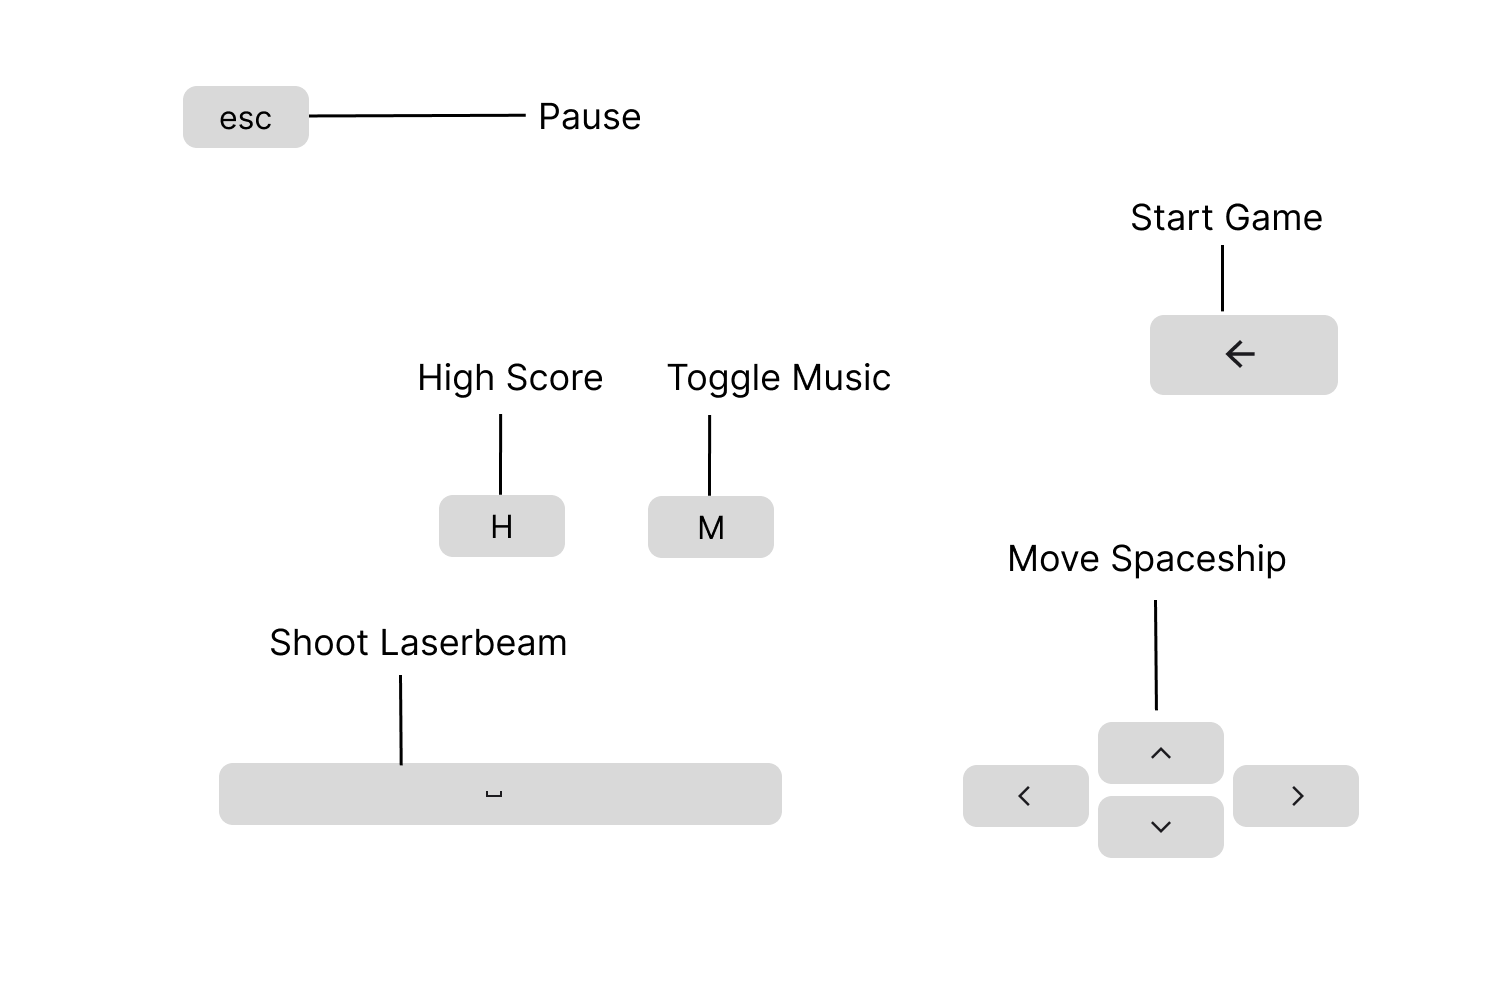 esc
Pause
Start Game
High Score
Toggle Music
H
M
Move Spaceship
Shoot Laserbeam